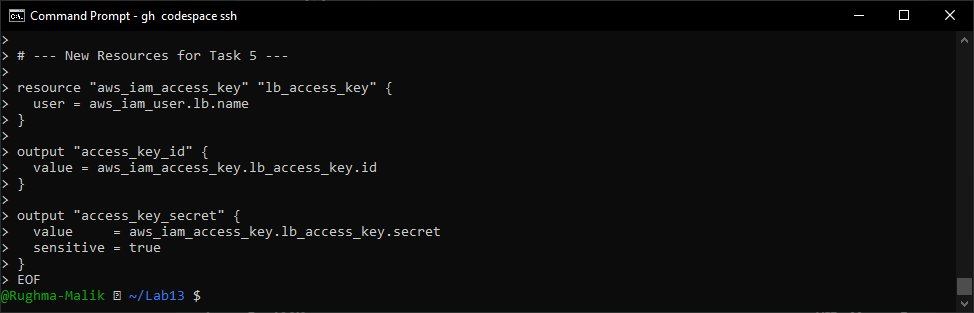 Command Prompt - gh  codespace ssh
>
> # --- New Resources for Task 5 ---
>
> resource "aws_iam_access_key" "lb_access_key" {
>   user = aws_iam_user.lb.name
> }
>
> output "access_key_id" {
>   value = aws_iam_access_key.lb_access_key.id
> }
>
> output "access_key_secret" {
>   value     = aws_iam_access_key.lb_access_key.secret
>   sensitive = true
> }
> EOF
@Rughma-Malik ⍰ ~/Lab13 $